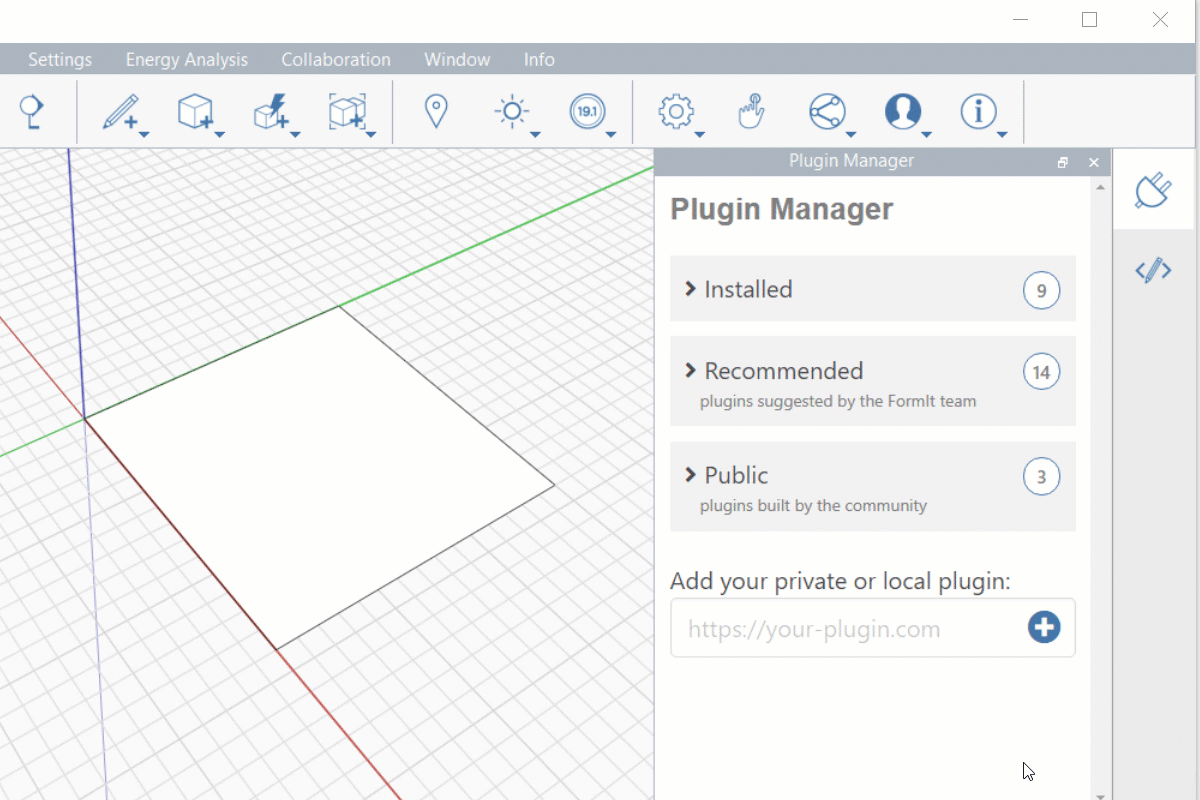 Settings Energy Analysis Collaboration Window Info
19.1
Plugin Manager
Plugin Manager
Installed 9
Recommended 14
plugins suggested by the FormIt team
Public 3
plugins built by the community
Add your private or local plugin:
https://your-plugin.com